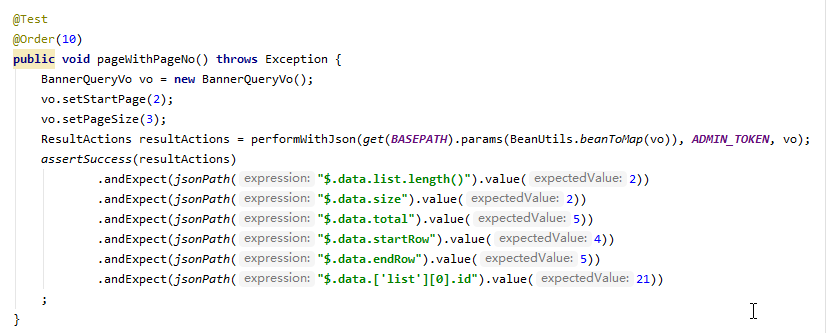 @Test
@Order(10)
public void pageWithPageNo() throws Exception {
    BannerQueryVo vo = new BannerQueryVo();
    vo.setStartPage(2);
    vo.setPageSize(3);
    ResultActions resultActions = performWithJson(get(BASEPATH).params(BeanUtils.beanToMap(vo)), ADMIN_TOKEN, vo);
    assertSuccess(resultActions)
            .andExpect(jsonPath( expression: "$.data.list.length()").value( expectedValue: 2))
            .andExpect(jsonPath( expression: "$.data.size").value( expectedValue: 2))
            .andExpect(jsonPath( expression: "$.data.total").value( expectedValue: 5))
            .andExpect(jsonPath( expression: "$.data.startRow").value( expectedValue: 4))
            .andExpect(jsonPath( expression: "$.data.endRow").value( expectedValue: 5))
            .andExpect(jsonPath( expression: "$.data.['list'][0].id").value( expectedValue: 21))
    ;
}